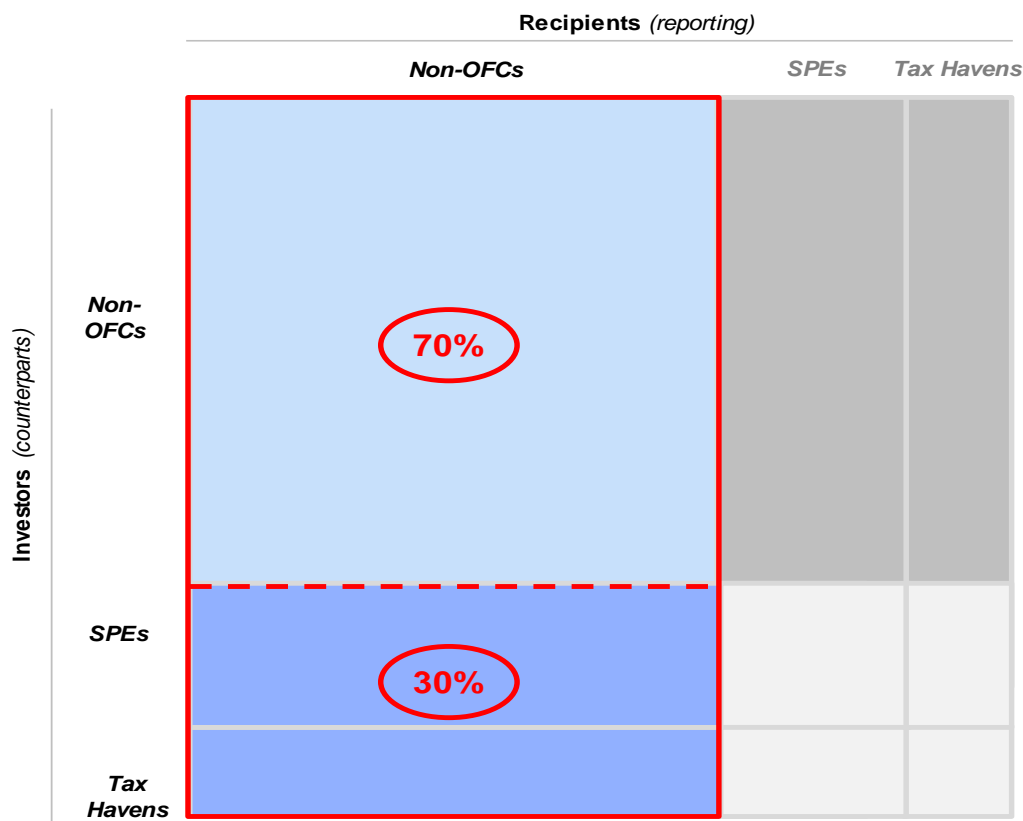 Recipients (reporting)
Non-OFCs SPEs Tax Havens
Investors (counterparts)
Non-
OFCs
70%
SPEs
30%
Tax
Havens